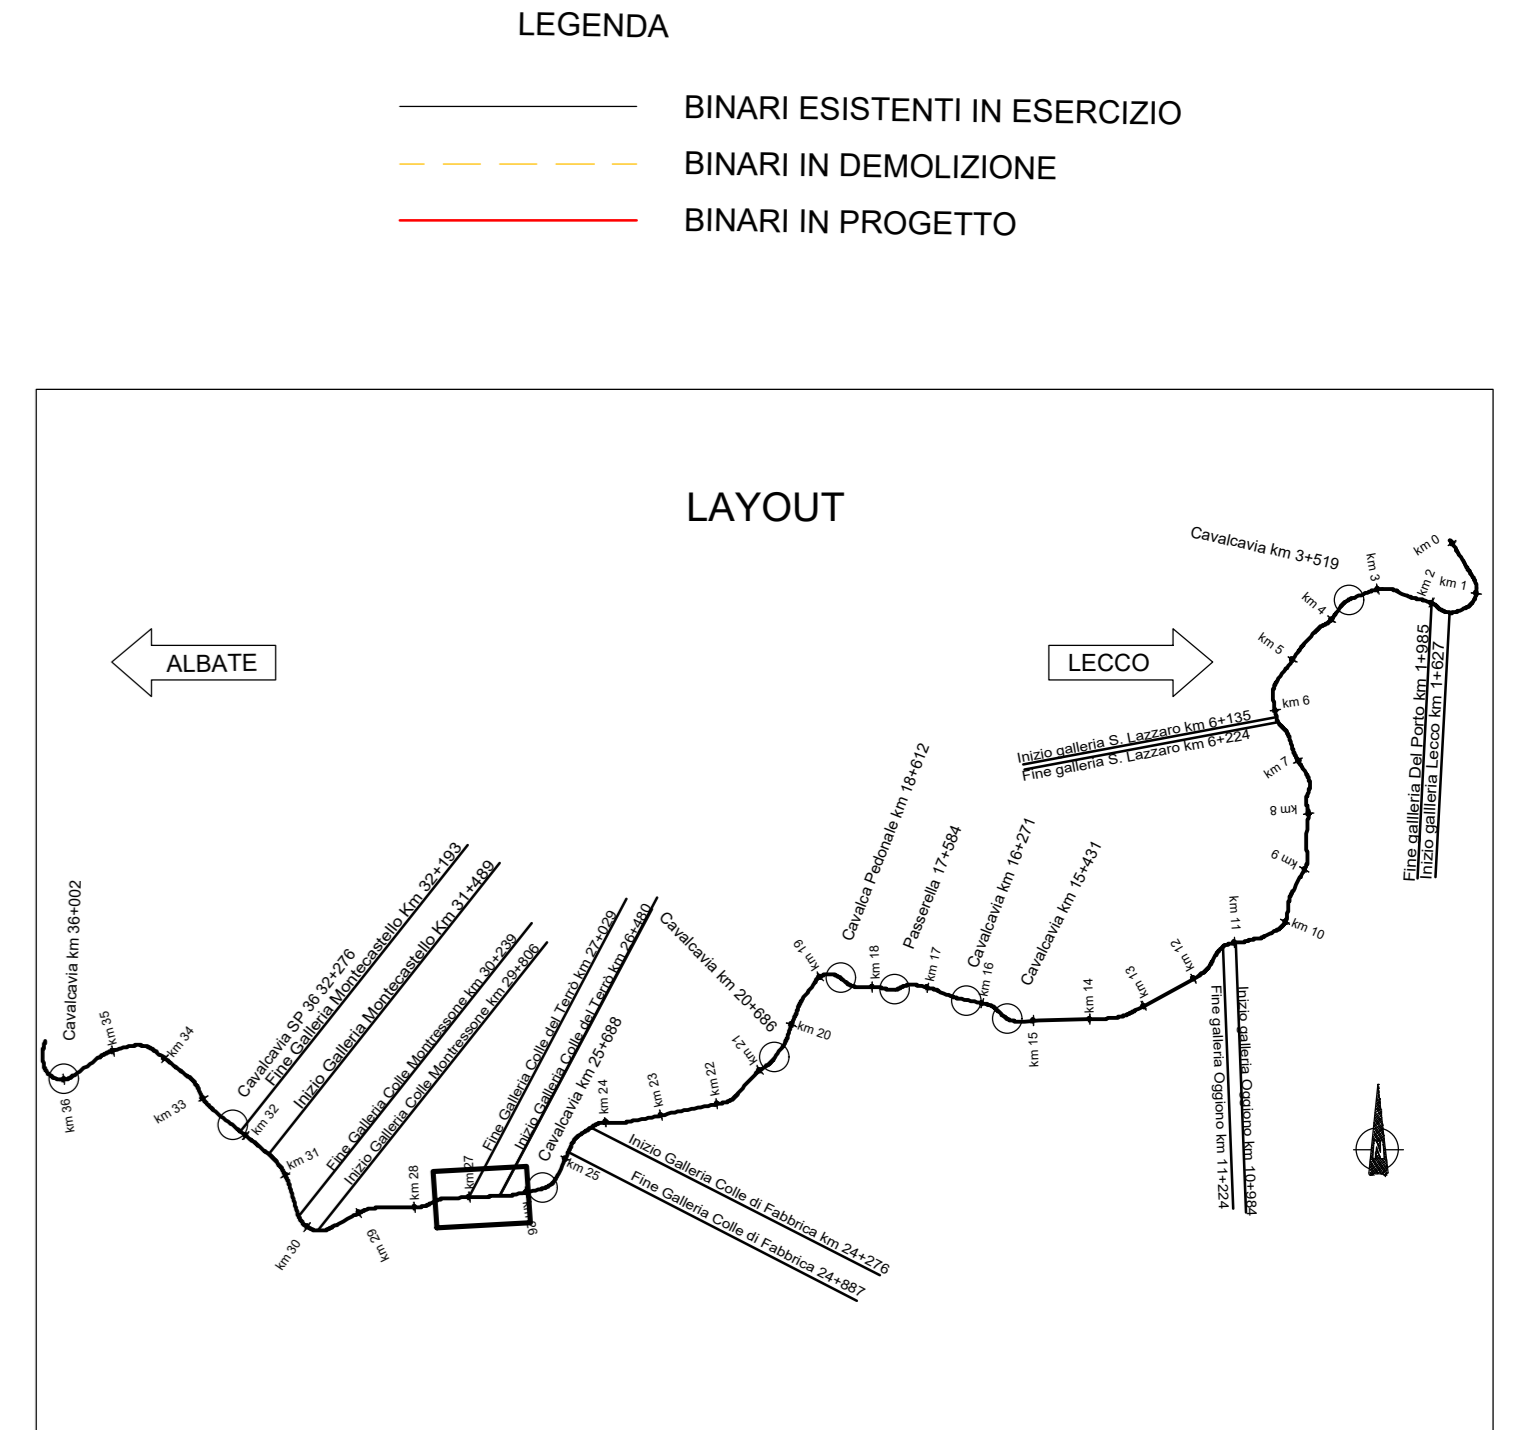 LEGENDA
BINARI ESISTENTI IN ESERCIZIO
BINARI IN DEMOLIZIONE
BINARI IN PROGETTO
LAYOUT
ALBATE
LECCO
km 0
km 1
km 2
Fine gallleria Del Porto km 1+985
Inizio gallleria Lecco km 1+627
km 3
Cavalcavia km 3+519
km 4
km 5
km 6
Inizio galleria S. Lazzaro km 6+135
Fine galleria S. Lazzaro km 6+224
km 7
km 8
km 9
km 10
km 11
Inizio galleria Oggiono km 10+984
Fine galleria Oggiono km 11+224
km 12
km 13
km 14
km 15
Cavalcavia km 15+431
km 16
Cavalcavia km 16+271
km 17
Passerella 17+584
km 18
Cavalca Pedonale km 18+612
km 19
km 20
Cavalcavia km 20+686
km 21
km 22
km 23
km 24
Inizio Galleria Colle di Fabbrica km 24+276
Fine Galleria Colle di Fabbrica 24+887
km 25
Cavalcavia km 25+688
km 26
Inizio Galleria Colle del Terrò km 26+480
Fine Galleria Colle del Terrò km 27+029
km 27
km 28
km 29
Inizio Galleria Colle Montressone km 29+806
Fine Galleria Colle Montressone km 30+239
km 30
km 31
Inizio Galleria Montecastello Km 31+489
Fine Galleria Montecastello Km 32+193
Cavalcavia SP 36 32+276
km 32
km 33
km 34
km 35
Cavalcavia km 36+002
km 36